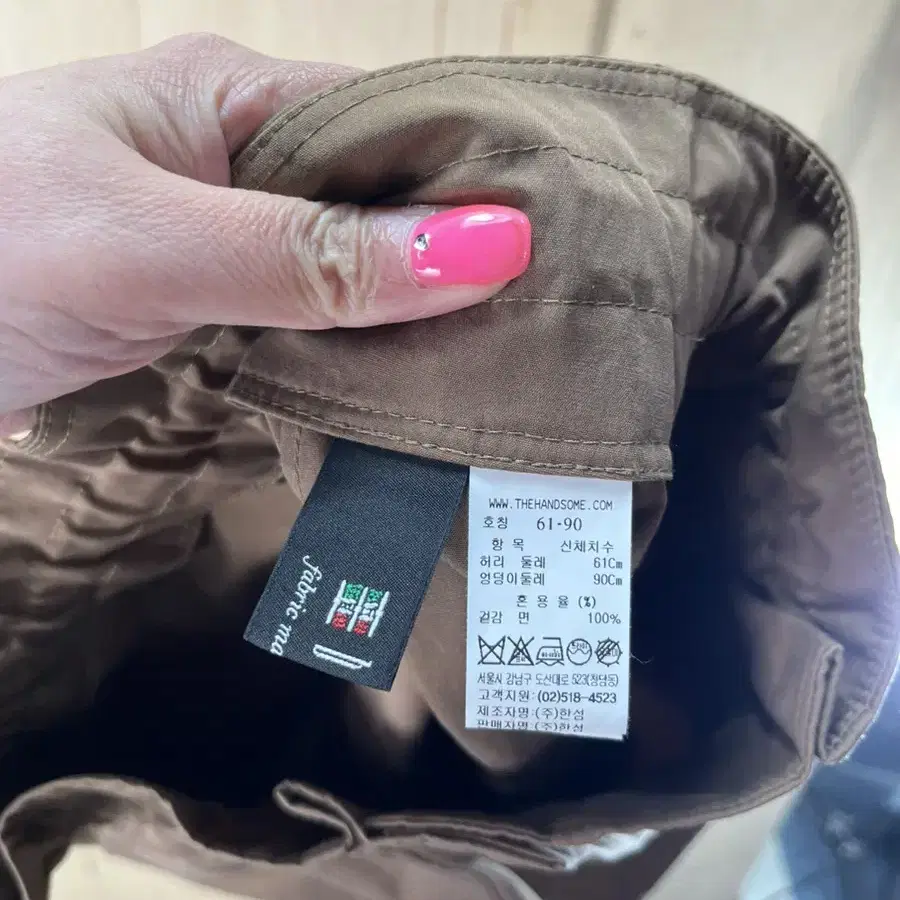 WWW.THEHANDSOME.COM
호칭 61-90
항목 신체치수
허리 둘레 61Cm
엉덩이둘레 90Cm
혼용율(%)
겉감 면 100%
서울시 강남구 도산대로 523(청담동)
고객지원:(02)518-4523
제조자명:(주)한섬
판매자명:(주)한섬
fabric ma